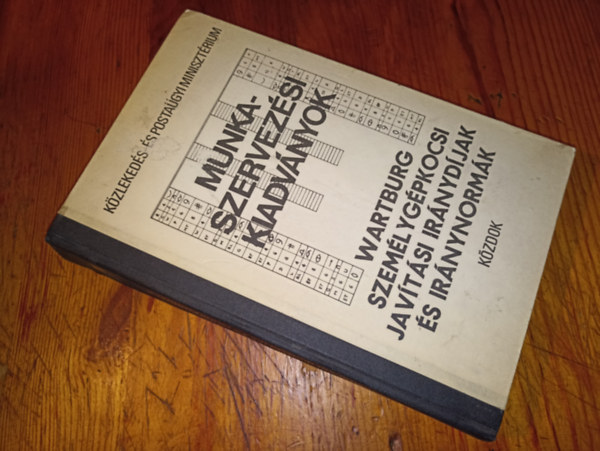 KÖZLEKEDÉS- ÉS POSTAÜGYI MINISZTÉRIUM
MUNKA-
SZERVEZÉSI
KIADVÁNYOK
WARTBURG
SZEMÉLYGÉPKOCSI
JAVÍTÁSI IRÁNYDÍJAK
ÉS IRÁNYNORMÁK
KÖZDOK